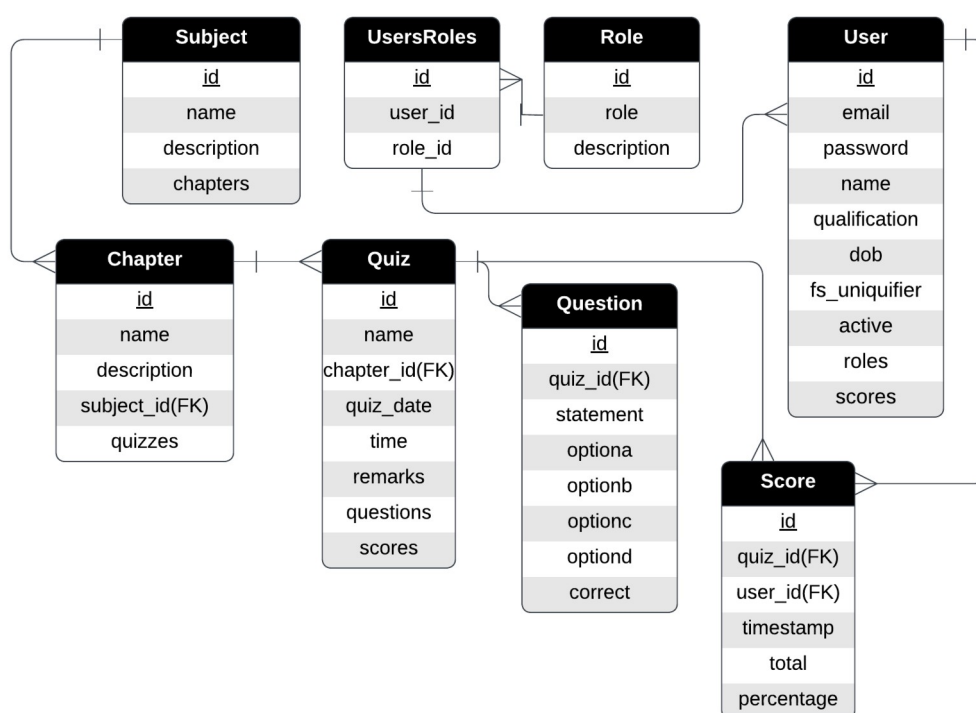 Subject
id
name
description
chapters
UsersRoles
id
user_id
role_id
Role
id
role
description
User
id
email
password
name
qualification
dob
fs_uniquifier
active
roles
scores
Chapter
id
name
description
subject_id(FK)
quizzes
Quiz
id
name
chapter_id(FK)
quiz_date
time
remarks
questions
scores
Question
id
quiz_id(FK)
statement
optiona
optionb
optionc
optiond
correct
Score
id
quiz_id(FK)
user_id(FK)
timestamp
total
percentage